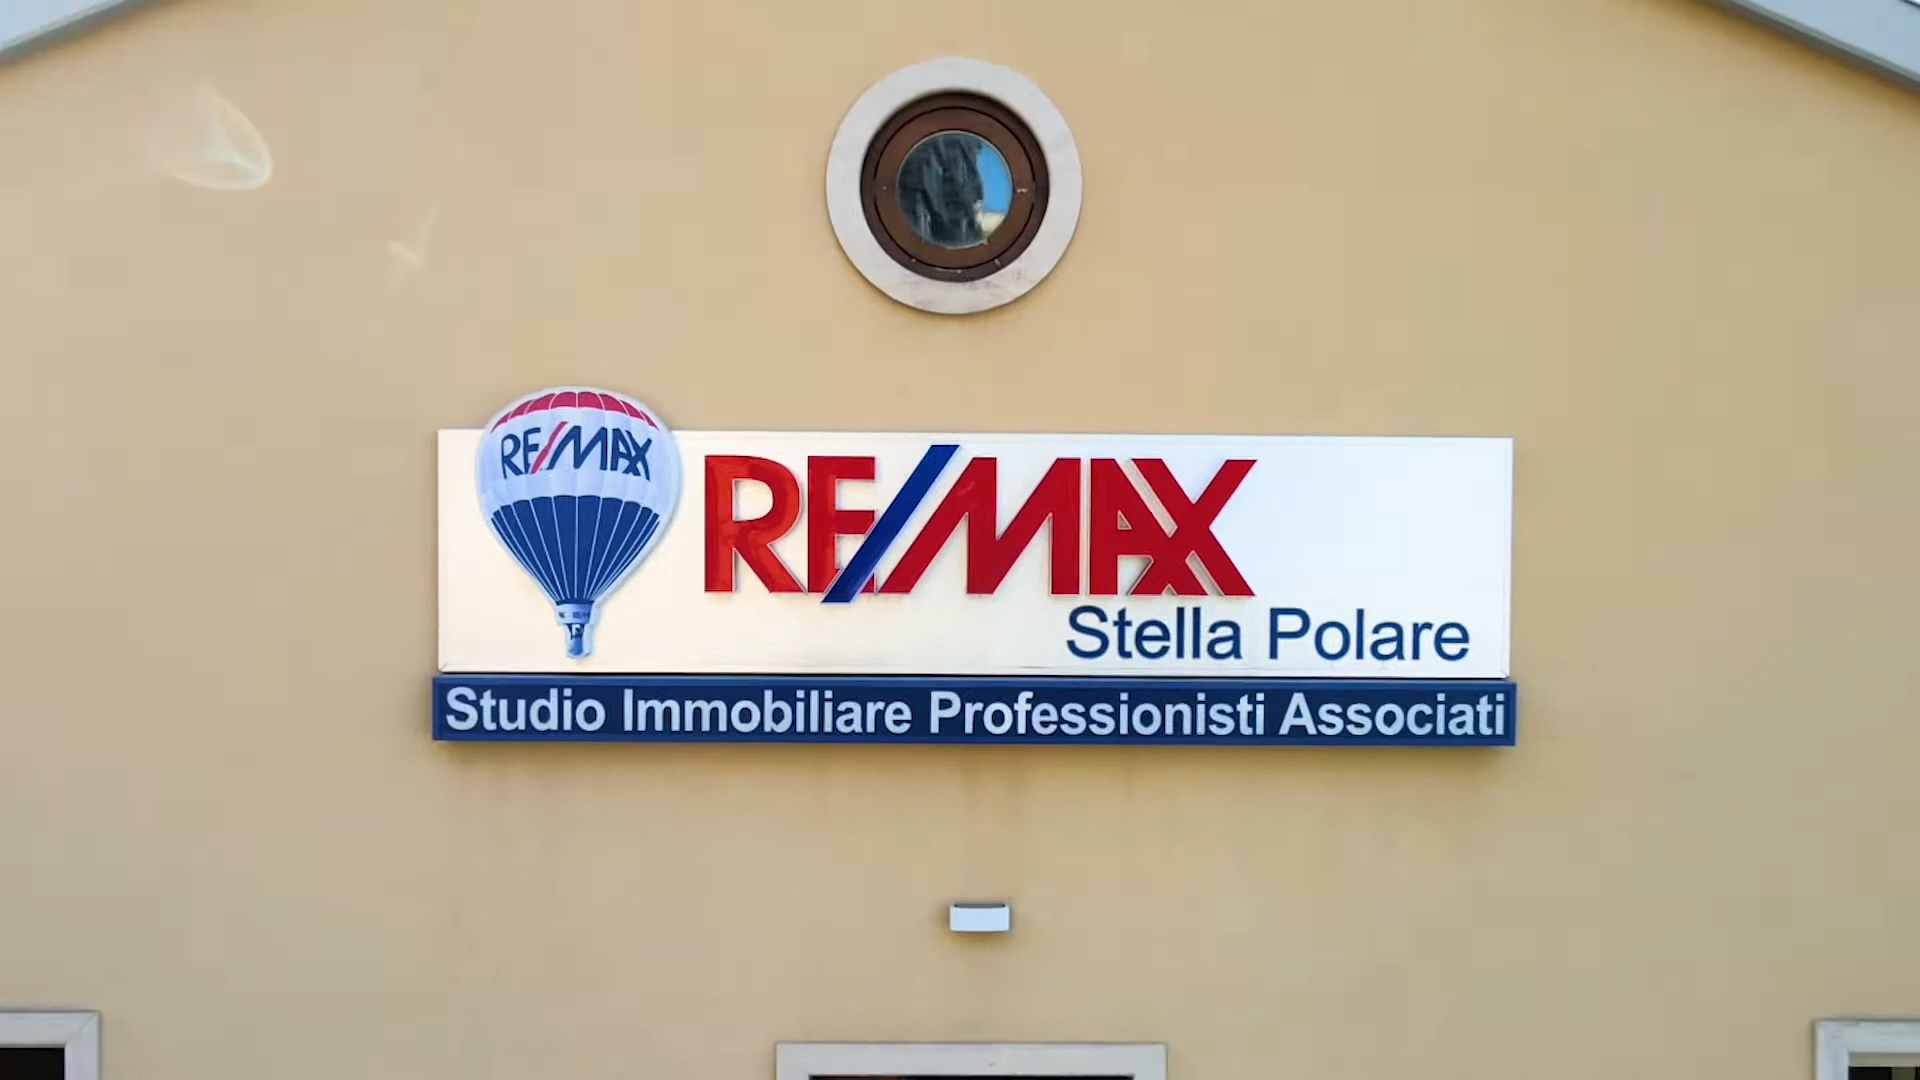 RE/MAX
RE/MAX
Stella Polare
Studio Immobiliare Professionisti Associati